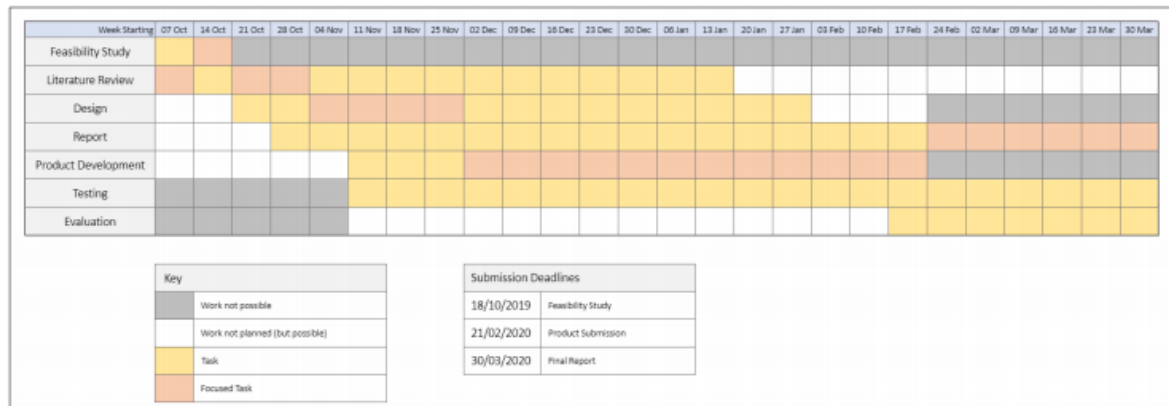 Week Starting 07 Oct 14 Oct 21 Oct 28 Oct 04 Nov 11 Nov 18 Nov 25 Nov 02 Dec 09 Dec 16 Dec 23 Dec 30 Dec 06 Jan 13 Jan 20 Jan 27 Jan 03 Feb 10 Feb 17 Feb 24 Feb 02 Mar 09 Mar 16 Mar 23 Mar 30 Mar
Feasibility Study
Literature Review
Design
Report
Product Development
Testing
Evaluation
Key
Work not possible
Work not planned (but possible)
Task
Focused Task
Submission Deadlines
18/10/2019 Feasibility Study
21/02/2020 Product Submission
30/03/2020 Final Report